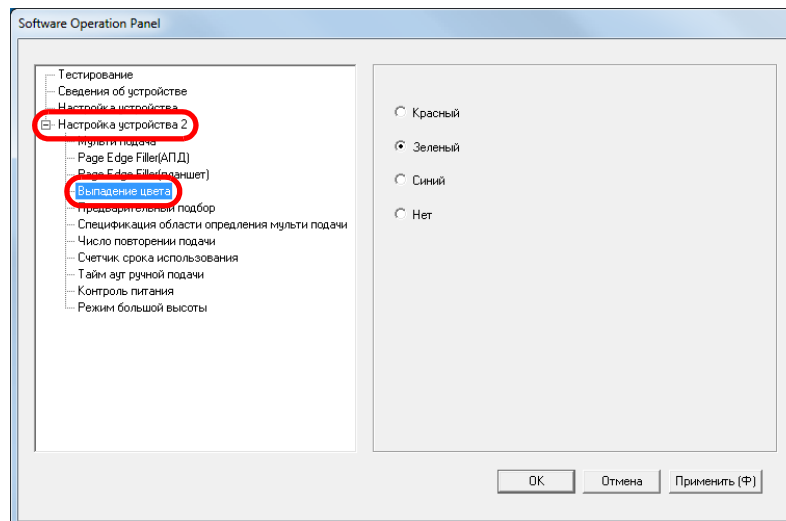 Software Operation Panel
Тестирование
Сведения об устройстве
Настройка устройства
Настройка устройства 2
Мульти подача
Page Edge Filler(АПД)
Page Edge Filler(планшет)
Выпадение цвета
Предварительный подбор
Спецификация области опредления мульти подачи
Число повторении подачи
Счетчик срока использования
Тайм аут ручной подачи
Контроль питания
Режим большой высоты
Красный
Зеленый
Синий
Нет
OK
Отмена
Применить (Ф)